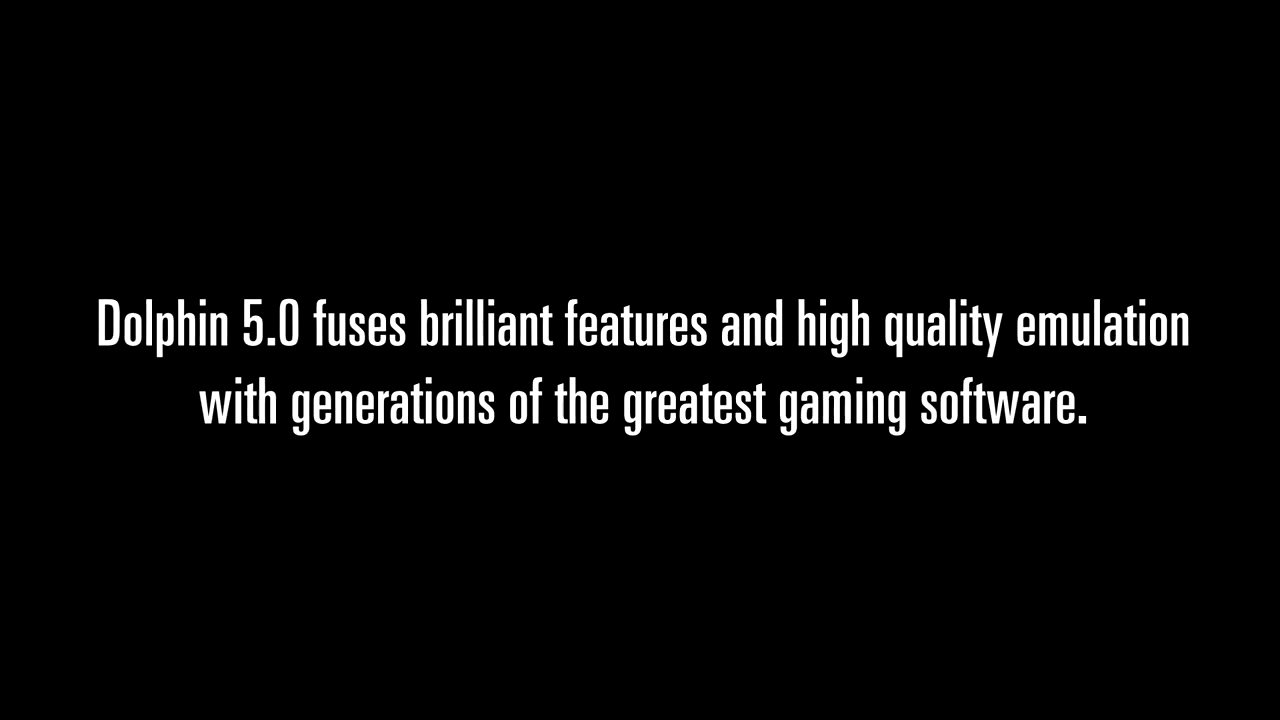 Dolphin 5.0 fuses brilliant features and high quality emulation
with generations of the greatest gaming software.